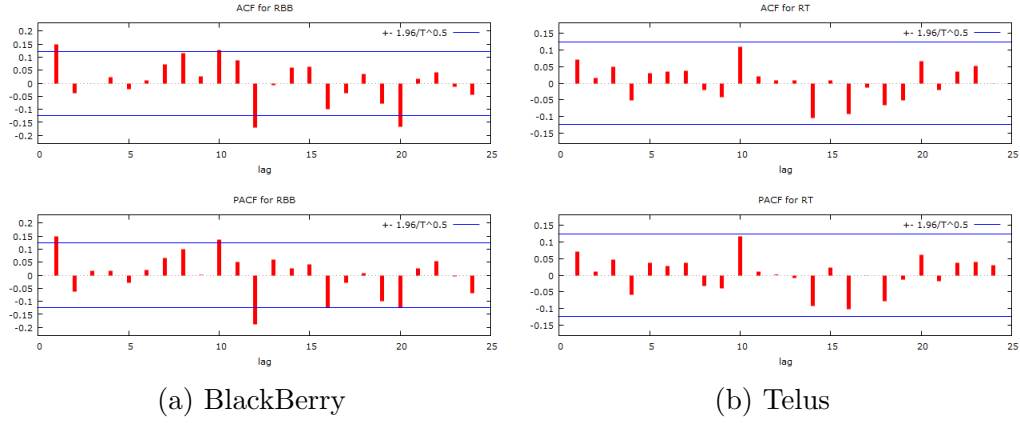 ACF for RBB
+- 1.96/T^0.5
0.2
0.15
0.1
0.05
0
-0.05
-0.1
-0.15
-0.2
0 5 10 15 20 25
lag
PACF for RBB
+- 1.96/T^0.5
0.2
0.15
0.1
0.05
0
-0.05
-0.1
-0.15
-0.2
0 5 10 15 20 25
lag
(a) BlackBerry
ACF for RT
+- 1.96/T^0.5
0.15
0.1
0.05
0
-0.05
-0.1
-0.15
0 5 10 15 20 25
lag
PACF for RT
+- 1.96/T^0.5
0.15
0.1
0.05
0
-0.05
-0.1
-0.15
0 5 10 15 20 25
lag
(b) Telus